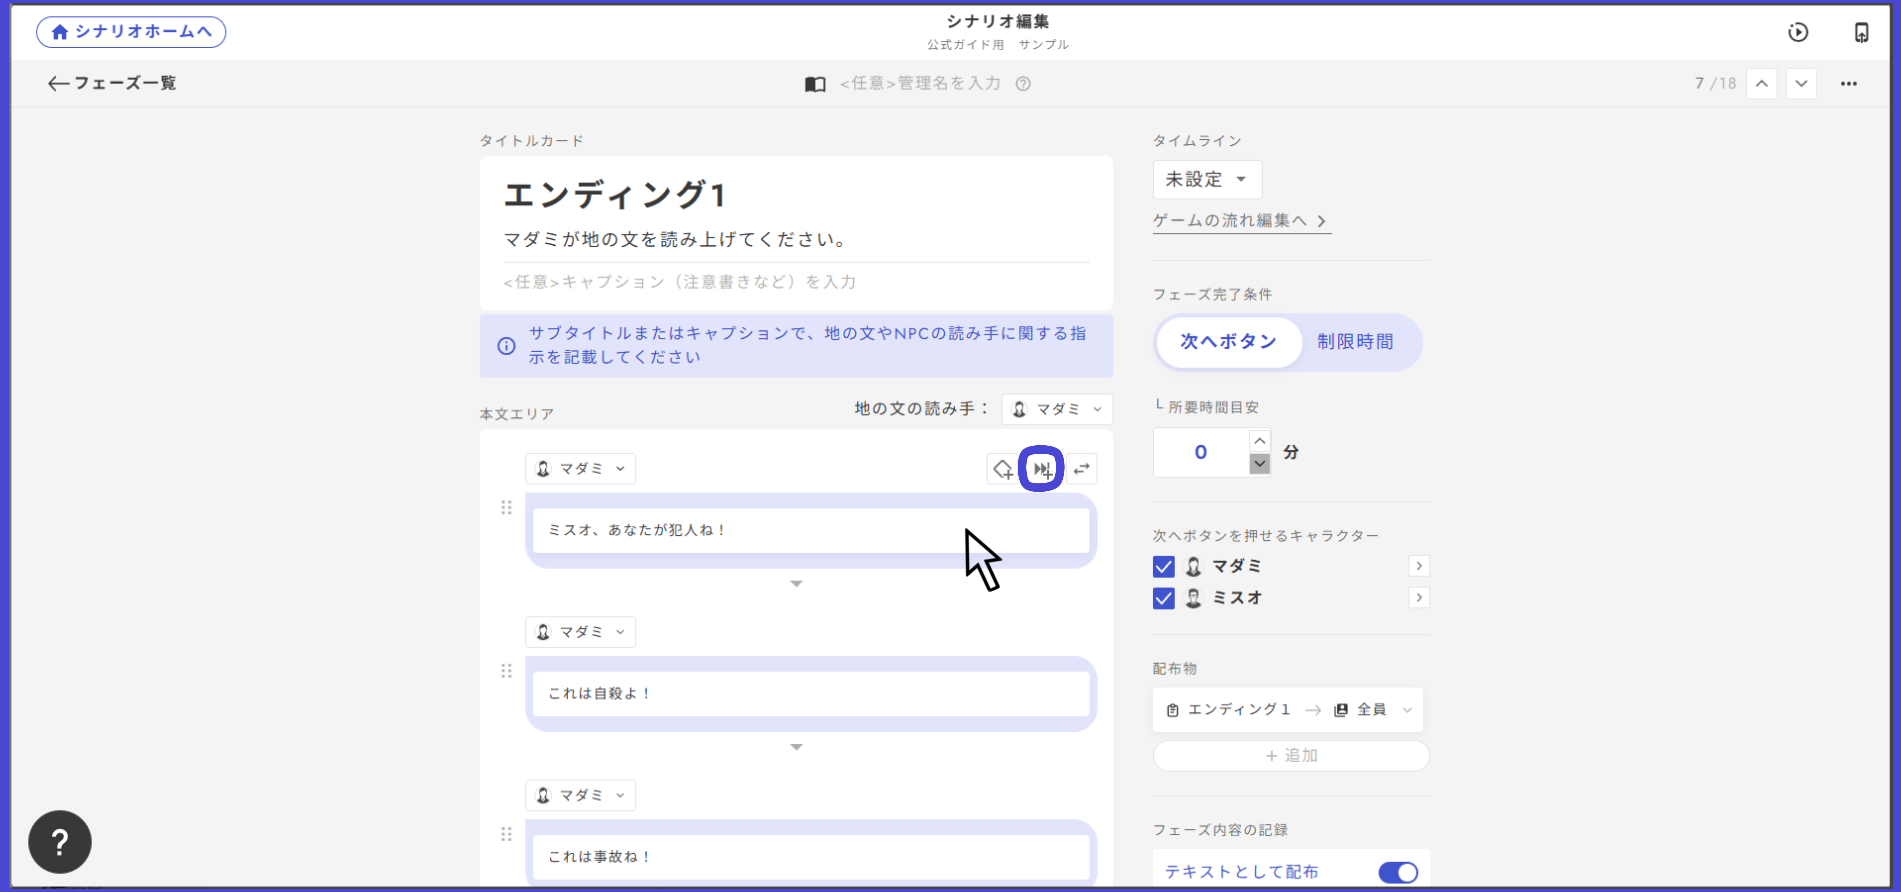 シナリオホームへ
シナリオ編集
公式ガイド用 サンプル
フェーズ一覧
<任意>管理名を入力
7 /18
タイトルカード
エンディング1
マダミが地の文を読み上げてください。
<任意>キャプション（注意書きなど）を入力
サブタイトルまたはキャプションで、地の文やNPCの読み手に関する指
示を記載してください
本文エリア
地の文の読み手：
マダミ
マダミ
ミスオ、あなたが犯人ね！
マダミ
これは自殺よ！
マダミ
これは事故ね！
タイムライン
未設定
ゲームの流れ編集へ
フェーズ完了条件
次へボタン
制限時間
└ 所要時間目安
0
分
次へボタンを押せるキャラクター
マダミ
ミスオ
配布物
エンディング１ → 全員
+ 追加
フェーズ内容の記録
テキストとして配布
?